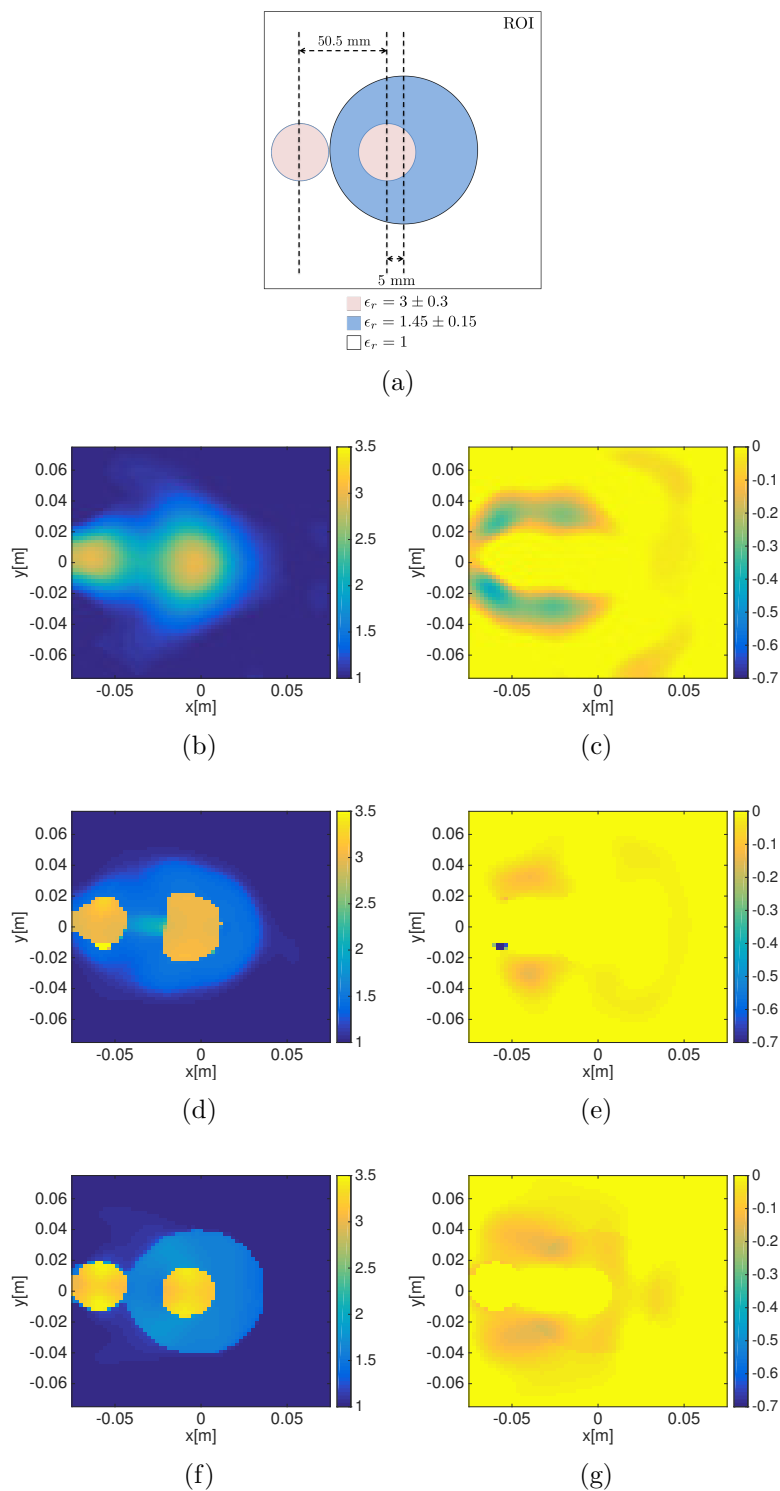 ROI
50.5 mm
5 mm
ϵr = 3 ± 0.3
ϵr = 1.45 ± 0.15
ϵr = 1
(a)
0.06
0.04
0.02
0
-0.02
-0.04
-0.06
y[m]
-0.05 0 0.05
x[m]
3.5
3
2.5
2
1.5
1
(b)
0.06
0.04
0.02
0
-0.02
-0.04
-0.06
y[m]
-0.05 0 0.05
x[m]
0
-0.1
-0.2
-0.3
-0.4
-0.5
-0.6
-0.7
(c)
0.06
0.04
0.02
0
-0.02
-0.04
-0.06
y[m]
-0.05 0 0.05
x[m]
3.5
3
2.5
2
1.5
1
(d)
0.06
0.04
0.02
0
-0.02
-0.04
-0.06
y[m]
-0.05 0 0.05
x[m]
0
-0.1
-0.2
-0.3
-0.4
-0.5
-0.6
-0.7
(e)
0.06
0.04
0.02
0
-0.02
-0.04
-0.06
y[m]
-0.05 0 0.05
x[m]
3.5
3
2.5
2
1.5
1
(f)
0.06
0.04
0.02
0
-0.02
-0.04
-0.06
y[m]
-0.05 0 0.05
x[m]
0
-0.1
-0.2
-0.3
-0.4
-0.5
-0.6
-0.7
(g)